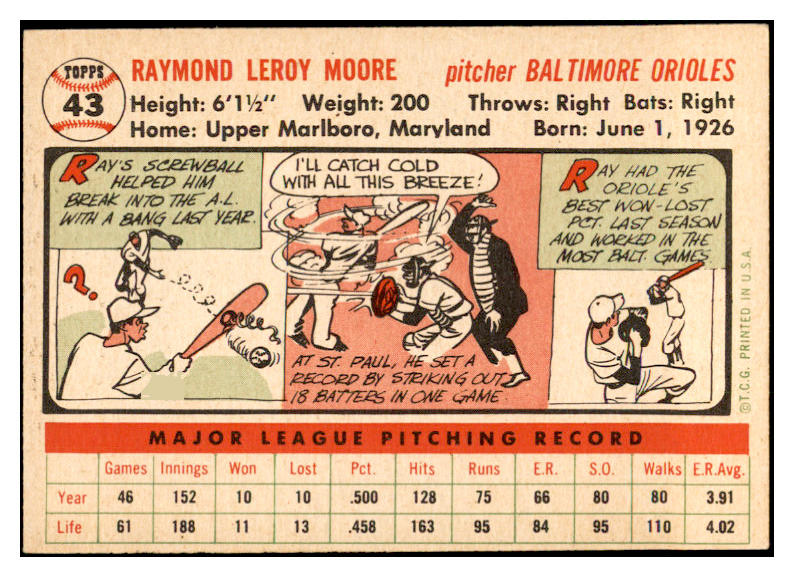 TOPPS
43
RAYMOND LEROY MOORE pitcher BALTIMORE ORIOLES
Height: 6'1½" Weight: 200 Throws: Right Bats: Right
Home: Upper Marlboro, Maryland Born: June 1, 1926
RAY'S SCREWBALL
HELPED HIM
BREAK INTO THE A.L.
WITH A BANG LAST YEAR.
?
I'LL CATCH COLD
WITH ALL THIS BREEZE!
AT ST. PAUL, HE SET A
RECORD BY STRIKING OUT
18 BATTERS IN ONE GAME.
RAY HAD THE
ORIOLE'S
BEST WON-LOST
PCT. LAST SEASON
AND WORKED IN THE
MOST BALT. GAMES.
©T.C.G. PRINTED IN U.S.A.
MAJOR LEAGUE PITCHING RECORD
Games Innings Won Lost Pct. Hits Runs E.R. S.O. Walks E.R.Avg.
Year 46 152 10 10 .500 128 75 66 80 80 3.91
Life 61 188 11 13 .458 163 95 84 95 110 4.02